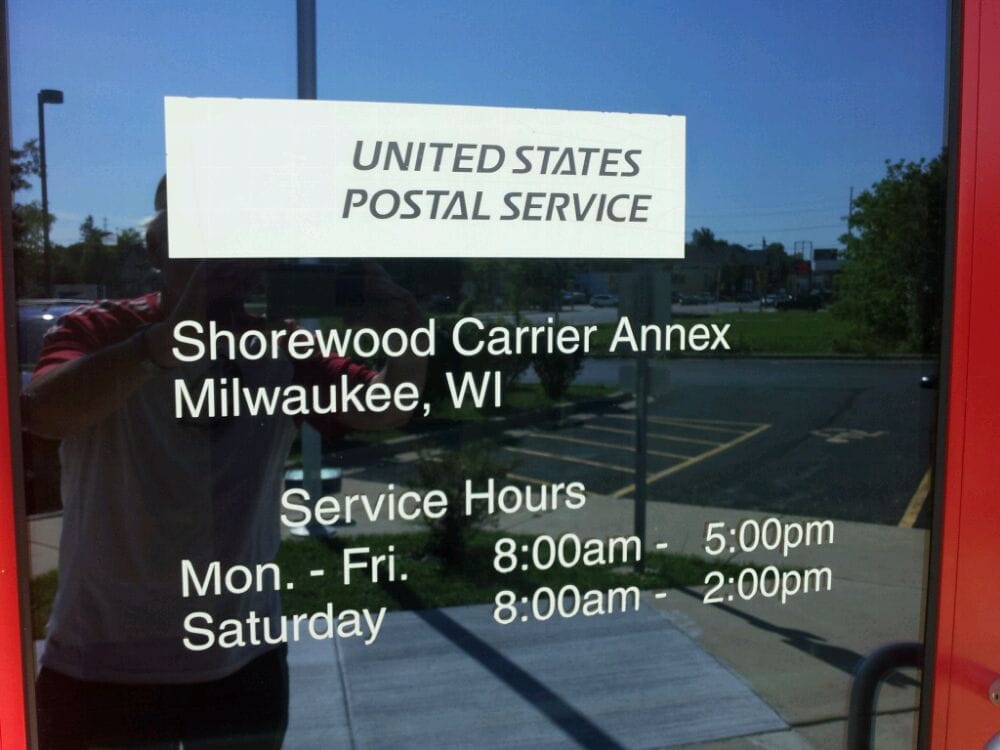 UNITED STATES
POSTAL SERVICE
Shorewood Carrier Annex
Milwaukee, WI
Service Hours
Mon. - Fri. 8:00am - 5:00pm
Saturday 8:00am - 2:00pm